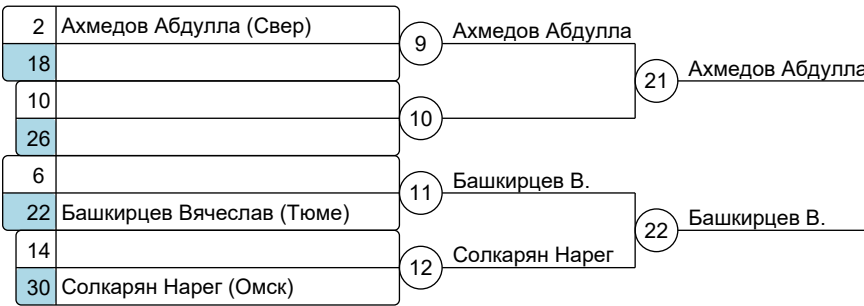 2 Ахмедов Абдулла (Свер)
18
10
26
6
22 Башкирцев Вячеслав (Тюме)
14
30 Солкарян Нарег (Омск)
9 Ахмедов Абдулла
10
11 Башкирцев В.
12 Солкарян Нарег
21 Ахмедов Абдулла
22 Башкирцев В.